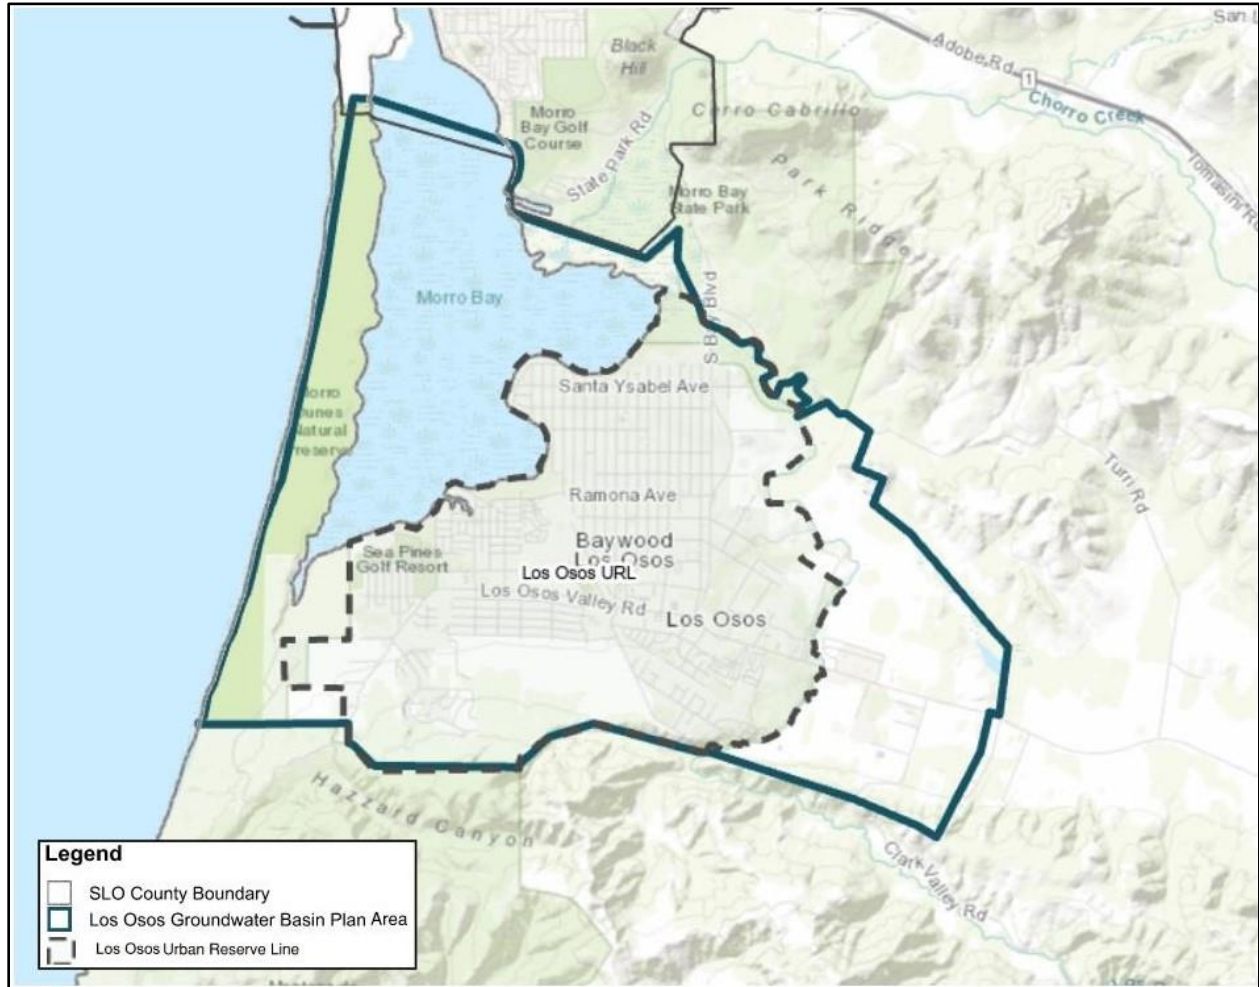 San L
Black
Hill
Adobe Rd
1
Cerro Cabrillo
Chorro Creek
Morro
Bay Golf
Course
State Park Rd
Tomasini Rd
Park Ridge
Morro Bay
State Park
Morro Bay
S Bay Blvd
Santa Ysabel Ave
Morro
Dunes
Natural
Preserve
Turri Rd
Ramona Ave
Baywood
Los Osos
Sea Pines
Golf Resort
Los Osos URL
Los Osos Valley Rd
Los Osos
Hazzard Canyon
Clark Valley Rd
Legend
SLO County Boundary
Los Osos Groundwater Basin Plan Area
Los Osos Urban Reserve Line